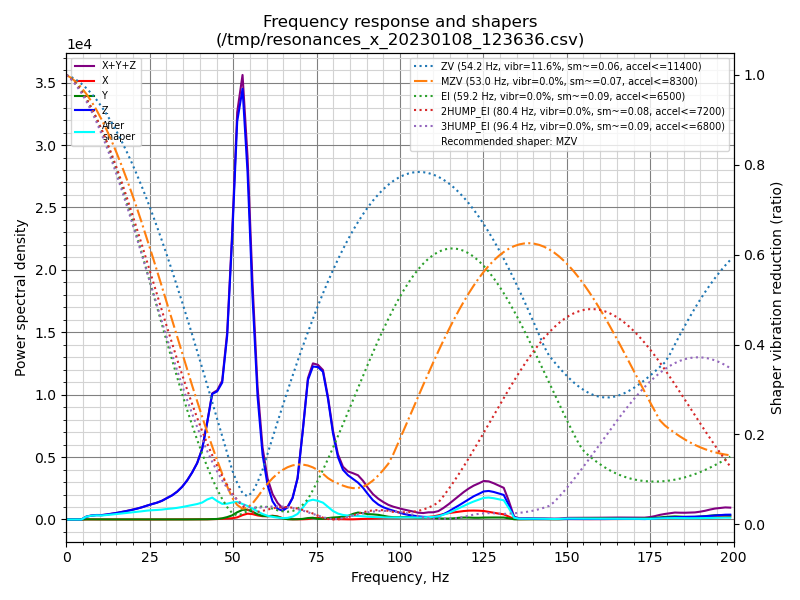 Frequency response and shapers
(/tmp/resonances_x_20230108_123636.csv)
1e4
X+Y+Z
X
Y
Z
After
shaper
ZV (54.2 Hz, vibr=11.6%, sm~=0.06, accel<=11400)
MZV (53.0 Hz, vibr=0.0%, sm~=0.07, accel<=8300)
EI (59.2 Hz, vibr=0.0%, sm~=0.09, accel<=6500)
2HUMP_EI (80.4 Hz, vibr=0.0%, sm~=0.08, accel<=7200)
3HUMP_EI (96.4 Hz, vibr=0.0%, sm~=0.09, accel<=6800)
Recommended shaper: MZV
Power spectral density
3.5
3.0
2.5
2.0
1.5
1.0
0.5
0.0
1.0
0.8
0.6
0.4
0.2
0.0
Shaper vibration reduction (ratio)
0 25 50 75 100 125 150 175 200
Frequency, Hz